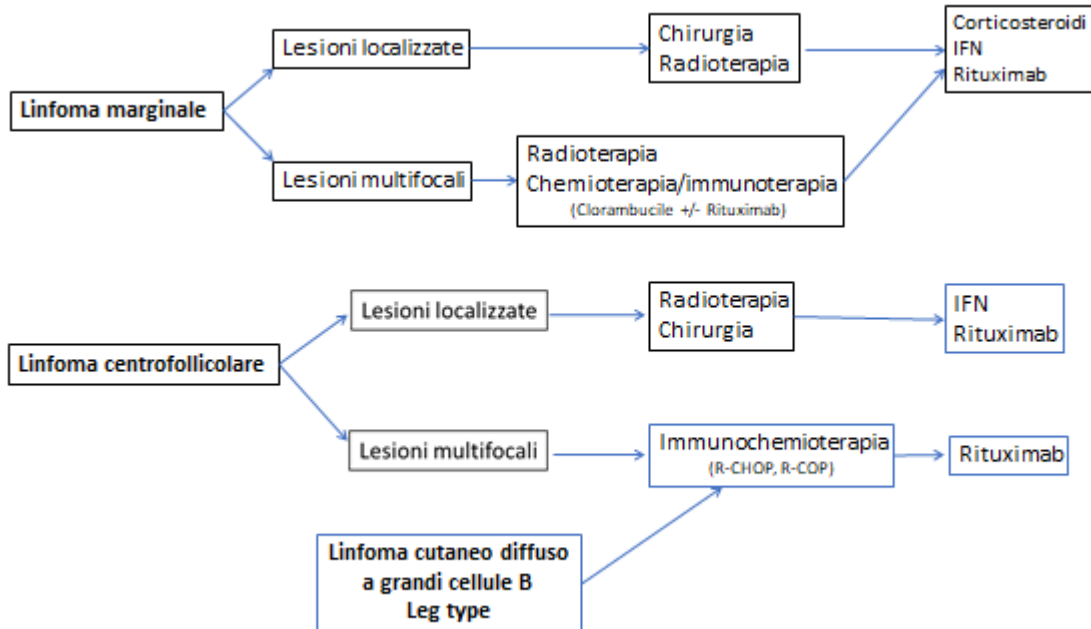 Linfoma marginale
Lesioni localizzate
Chirurgia
Radioterapia
Corticosteroidi
IFN
Rituximab
Lesioni multifocali
Radioterapia
Chemioterapia/immunoterapia
(Clorambucile +/- Rituximab)
Linfoma centrofollicolare
Lesioni localizzate
Radioterapia
Chirurgia
IFN
Rituximab
Lesioni multifocali
Immunochemioterapia
(R-CHOP, R-COP)
Rituximab
Linfoma cutaneo diffuso
a grandi cellule B
Leg type